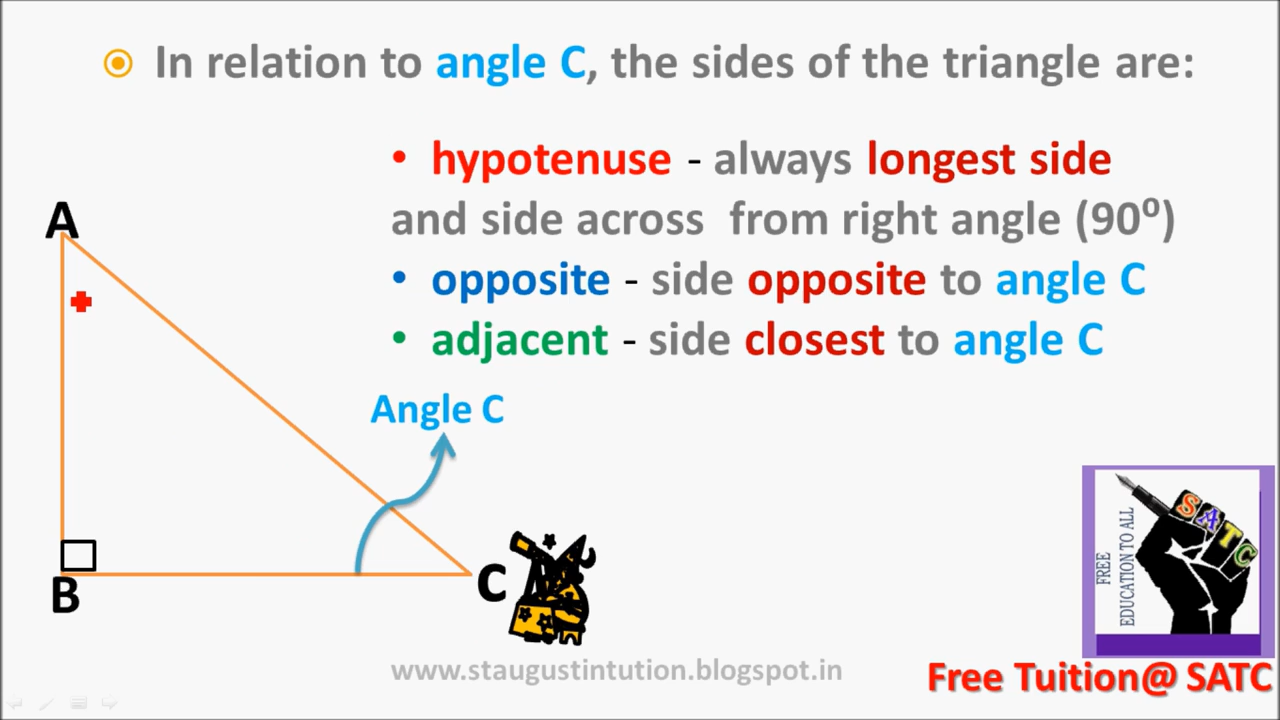 In relation to angle C, the sides of the triangle are:
• hypotenuse - always longest side
and side across from right angle (90⁰)
• opposite - side opposite to angle C
• adjacent - side closest to angle C
A
Angle C
B
C
FREE
EDUCATION TO ALL
SATC
www.staugustintution.blogspot.in
Free Tuition@ SATC